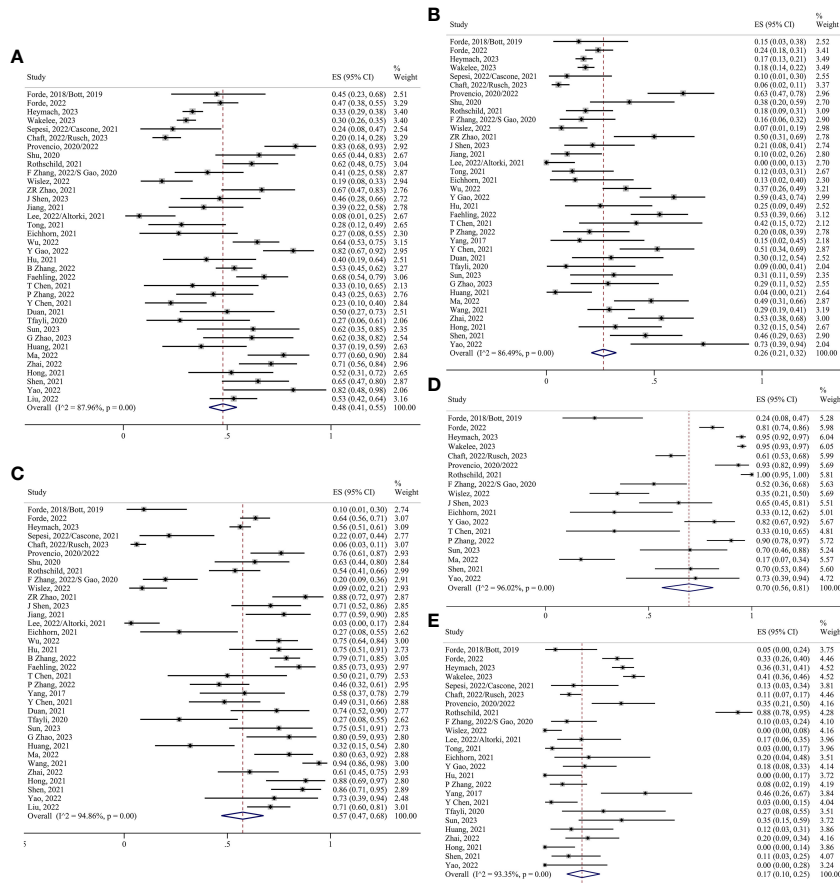 A
Study ES (95% CI) % Weight
Forde, 2018/Bott, 2019 0.45 (0.23, 0.68) 2.51
Forde, 2022 0.47 (0.38, 0.55) 3.29
Heymach, 2023 0.33 (0.29, 0.38) 3.40
Wakelee, 2023 0.30 (0.26, 0.35) 3.40
Sepesi, 2022/Cascone, 2021 0.24 (0.08, 0.47) 2.54
Chaft, 2022/Rusch, 2023 0.20 (0.14, 0.28) 3.29
Provencio, 2020/2022 0.83 (0.68, 0.93) 2.92
Shu, 2020 0.65 (0.44, 0.83) 2.64
Rothschild, 2021 0.62 (0.48, 0.75) 3.04
F Zhang, 2022/S Gao, 2020 0.41 (0.25, 0.58) 2.87
Wislez, 2022 0.19 (0.08, 0.33) 2.94
ZR Zhao, 2021 0.67 (0.47, 0.83) 2.76
J Shen, 2023 0.46 (0.28, 0.66) 2.72
Jiang, 2021 0.39 (0.22, 0.58) 2.78
Lee, 2022/Altorki, 2021 0.08 (0.01, 0.25) 2.67
Tong, 2021 0.28 (0.12, 0.49) 2.65
Eichhorn, 2021 0.27 (0.08, 0.55) 2.30
Wu, 2022 0.64 (0.53, 0.75) 3.15
Y Gao, 2022 0.82 (0.67, 0.92) 2.91
Hu, 2021 0.40 (0.19, 0.64) 2.51
B Zhang, 2022 0.53 (0.45, 0.62) 3.27
Faehling, 2022 0.68 (0.54, 0.79) 3.06
T Chen, 2021 0.33 (0.10, 0.65) 2.13
P Zhang, 2022 0.43 (0.25, 0.63) 2.76
Y Chen, 2021 0.23 (0.10, 0.40) 2.84
Duan, 2021 0.50 (0.27, 0.73) 2.51
Tfayli, 2020 0.27 (0.06, 0.61) 2.06
Sun, 2023 0.62 (0.35, 0.85) 2.35
G Zhao, 2023 0.62 (0.38, 0.82) 2.54
Huang, 2021 0.37 (0.19, 0.59) 2.63
Ma, 2022 0.77 (0.60, 0.90) 2.84
Zhai, 2022 0.71 (0.56, 0.84) 2.96
Hong, 2021 0.52 (0.31, 0.72) 2.65
Shen, 2021 0.65 (0.47, 0.80) 2.87
Yao, 2022 0.82 (0.48, 0.98) 2.06
Liu, 2022 0.53 (0.42, 0.64) 3.16
Overall (I^2 = 87.96%, p = 0.00) 0.48 (0.41, 0.55) 100.00
0 .5 1
B
Study ES (95% CI) % Weight
Forde, 2018/Bott, 2019 0.15 (0.03, 0.38) 2.52
Forde, 2022 0.24 (0.18, 0.31) 3.41
Heymach, 2023 0.17 (0.13, 0.21) 3.49
Wakelee, 2023 0.18 (0.14, 0.22) 3.49
Sepesi, 2022/Cascone, 2021 0.10 (0.01, 0.30) 2.55
Chaft, 2022/Rusch, 2023 0.06 (0.02, 0.11) 3.37
Provencio, 2020/2022 0.63 (0.47, 0.78) 2.96
Shu, 2020 0.38 (0.20, 0.59) 2.70
Rothschild, 2021 0.18 (0.09, 0.31) 3.07
F Zhang, 2022/S Gao, 2020 0.16 (0.06, 0.32) 2.90
Wislez, 2022 0.07 (0.01, 0.19) 2.98
ZR Zhao, 2021 0.50 (0.31, 0.69) 2.78
J Shen, 2023 0.21 (0.08, 0.41) 2.74
Jiang, 2021 0.10 (0.02, 0.26) 2.80
Lee, 2022/Altorki, 2021 0.00 (0.00, 0.13) 2.70
Tong, 2021 0.12 (0.03, 0.31) 2.67
Eichhorn, 2021 0.13 (0.02, 0.40) 2.30
Wu, 2022 0.37 (0.26, 0.49) 3.21
Y Gao, 2022 0.59 (0.43, 0.74) 2.99
Hu, 2021 0.25 (0.09, 0.49) 2.52
Faehling, 2022 0.53 (0.39, 0.66) 3.11
T Chen, 2021 0.42 (0.15, 0.72) 2.12
P Zhang, 2022 0.20 (0.08, 0.39) 2.78
Yang, 2017 0.15 (0.02, 0.45) 2.18
Y Chen, 2021 0.51 (0.34, 0.69) 2.87
Duan, 2021 0.30 (0.12, 0.54) 2.52
Tfayli, 2020 0.09 (0.00, 0.41) 2.04
Sun, 2023 0.31 (0.11, 0.59) 2.35
G Zhao, 2023 0.29 (0.11, 0.52) 2.55
Huang, 2021 0.04 (0.00, 0.21) 2.64
Ma, 2022 0.49 (0.31, 0.66) 2.87
Wang, 2021 0.29 (0.19, 0.41) 3.17
Zhai, 2022 0.53 (0.38, 0.68) 3.00
Hong, 2021 0.32 (0.15, 0.54) 2.67
Shen, 2021 0.46 (0.29, 0.63) 2.90
Yao, 2022 0.73 (0.39, 0.94) 2.04
Overall (I^2 = 86.49%, p = 0.00) 0.26 (0.21, 0.32) 100.00
0 .5 1
C
Study ES (95% CI) % Weight
Forde, 2018/Bott, 2019 0.10 (0.01, 0.30) 2.74
Forde, 2022 0.64 (0.56, 0.71) 3.07
Heymach, 2023 0.56 (0.51, 0.61) 3.09
Sepesi, 2022/Cascone, 2021 0.22 (0.07, 0.44) 2.77
Chaft, 2022/Rusch, 2023 0.06 (0.03, 0.11) 3.07
Provencio, 2020/2022 0.76 (0.61, 0.87) 2.93
Shu, 2020 0.63 (0.44, 0.80) 2.84
Rothschild, 2021 0.54 (0.41, 0.66) 2.99
F Zhang, 2022/S Gao, 2020 0.20 (0.09, 0.36) 2.91
Wislez, 2022 0.09 (0.02, 0.21) 2.93
ZR Zhao, 2021 0.88 (0.72, 0.97) 2.87
J Shen, 2023 0.71 (0.52, 0.86) 2.85
Jiang, 2021 0.77 (0.59, 0.90) 2.85
Lee, 2022/Altorki, 2021 0.03 (0.00, 0.17) 2.84
Eichhorn, 2021 0.27 (0.08, 0.55) 2.62
Wu, 2022 0.75 (0.64, 0.84) 3.00
Hu, 2021 0.75 (0.51, 0.91) 2.73
B Zhang, 2022 0.79 (0.71, 0.85) 3.05
Faehling, 2022 0.85 (0.73, 0.93) 2.97
T Chen, 2021 0.50 (0.21, 0.79) 2.53
P Zhang, 2022 0.46 (0.32, 0.61) 2.95
Yang, 2017 0.58 (0.37, 0.78) 2.79
Y Chen, 2021 0.49 (0.31, 0.66) 2.88
Duan, 2021 0.74 (0.52, 0.90) 2.77
Tfayli, 2020 0.27 (0.08, 0.55) 2.62
Sun, 2023 0.75 (0.51, 0.91) 2.73
G Zhao, 2023 0.80 (0.59, 0.93) 2.80
Huang, 2021 0.32 (0.15, 0.54) 2.80
Ma, 2022 0.80 (0.63, 0.92) 2.88
Wang, 2021 0.94 (0.86, 0.98) 3.00
Zhai, 2022 0.61 (0.45, 0.75) 2.93
Hong, 2021 0.88 (0.69, 0.97) 2.80
Shen, 2021 0.86 (0.71, 0.95) 2.89
Yao, 2022 0.73 (0.39, 0.94) 2.48
Liu, 2022 0.71 (0.60, 0.81) 3.01
Overall (I^2 = 94.86%, p = 0.00) 0.57 (0.47, 0.68) 100.00
5 0 .5 1
D
Study ES (95% CI) % Weight
Forde, 2018/Bott, 2019 0.24 (0.08, 0.47) 5.28
Forde, 2022 0.81 (0.74, 0.86) 5.98
Heymach, 2023 0.95 (0.92, 0.97) 6.04
Wakelee, 2023 0.95 (0.93, 0.97) 6.05
Chaft, 2022/Rusch, 2023 0.61 (0.53, 0.68) 5.99
Provencio, 2020/2022 0.93 (0.82, 0.99) 5.69
Rothschild, 2021 1.00 (0.95, 1.00) 5.81
F Zhang, 2022/S Gao, 2020 0.52 (0.36, 0.68) 5.63
Wislez, 2022 0.35 (0.21, 0.50) 5.69
J Shen, 2023 0.65 (0.45, 0.81) 5.51
Eichhorn, 2021 0.33 (0.12, 0.62) 5.01
Y Gao, 2022 0.82 (0.67, 0.92) 5.67
T Chen, 2021 0.33 (0.10, 0.65) 4.81
P Zhang, 2022 0.90 (0.78, 0.97) 5.72
Sun, 2023 0.70 (0.46, 0.88) 5.24
Ma, 2022 0.17 (0.07, 0.34) 5.57
Shen, 2021 0.70 (0.53, 0.84) 5.60
Yao, 2022 0.73 (0.39, 0.94) 4.72
Overall (I^2 = 96.02%, p = 0.00) 0.70 (0.56, 0.81) 100.00
0 .5 1
E
Study ES (95% CI) % Weight
Forde, 2018/Bott, 2019 0.05 (0.00, 0.24) 3.75
Forde, 2022 0.33 (0.26, 0.40) 4.46
Heymach, 2023 0.36 (0.31, 0.41) 4.52
Wakelee, 2023 0.41 (0.36, 0.46) 4.52
Sepesi, 2022/Cascone, 2021 0.13 (0.03, 0.34) 3.81
Chaft, 2022/Rusch, 2023 0.11 (0.07, 0.17) 4.46
Provencio, 2020/2022 0.35 (0.21, 0.50) 4.16
Rothschild, 2021 0.88 (0.78, 0.95) 4.28
F Zhang, 2022/S Gao, 2020 0.10 (0.03, 0.24) 4.10
Wislez, 2022 0.00 (0.00, 0.08) 4.16
Lee, 2022/Altorki, 2021 0.17 (0.06, 0.35) 3.96
Tong, 2021 0.03 (0.00, 0.17) 3.96
Eichhorn, 2021 0.20 (0.04, 0.48) 3.51
Y Gao, 2022 0.18 (0.08, 0.33) 4.14
Hu, 2021 0.00 (0.00, 0.17) 3.72
P Zhang, 2022 0.08 (0.02, 0.19) 4.19
Yang, 2017 0.46 (0.26, 0.67) 3.84
Y Chen, 2021 0.03 (0.00, 0.15) 4.04
Tfayli, 2020 0.27 (0.08, 0.55) 3.51
Sun, 2023 0.35 (0.15, 0.59) 3.72
Huang, 2021 0.12 (0.03, 0.31) 3.86
Zhai, 2022 0.20 (0.09, 0.34) 4.16
Hong, 2021 0.00 (0.00, 0.14) 3.86
Shen, 2021 0.11 (0.03, 0.25) 4.07
Yao, 2022 0.00 (0.00, 0.28) 3.24
Overall (I^2 = 93.35%, p = 0.00) 0.17 (0.10, 0.25) 100.00
0 .5 1